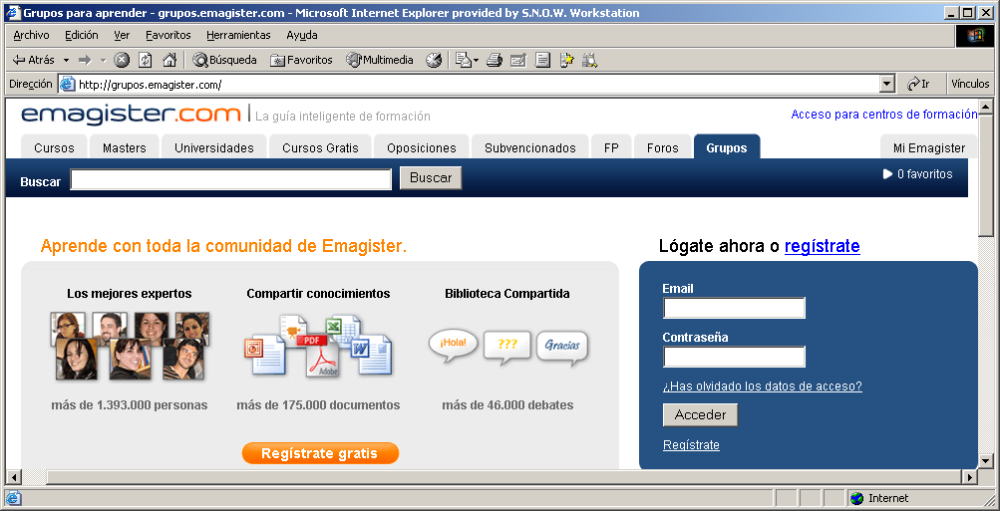 Grupos para aprender - grupos.emagister.com - Microsoft Internet Explorer provided by S.N.O.W. Workstation
Archivo Edición Ver Favoritos Herramientas Ayuda
Atrás Búsqueda Favoritos Multimedia
Dirección http://grupos.emagister.com/ Ir Vínculos
emagister.com La guía inteligente de formación Acceso para centros de formación
Cursos Masters Universidades Cursos Gratis Oposiciones Subvencionados FP Foros Grupos Mi Emagister
Buscar Buscar 0 favoritos
Aprende con toda la comunidad de Emagister. Lógate ahora o regístrate
Los mejores expertos Compartir conocimientos Biblioteca Compartida
Email
¡Hola! ??? Gracias
PDF
Adobe
Contraseña
¿Has olvidado los datos de acceso?
más de 1.393.000 personas más de 175.000 documentos más de 46.000 debates
Acceder
Regístrate gratis Regístrate
Internet